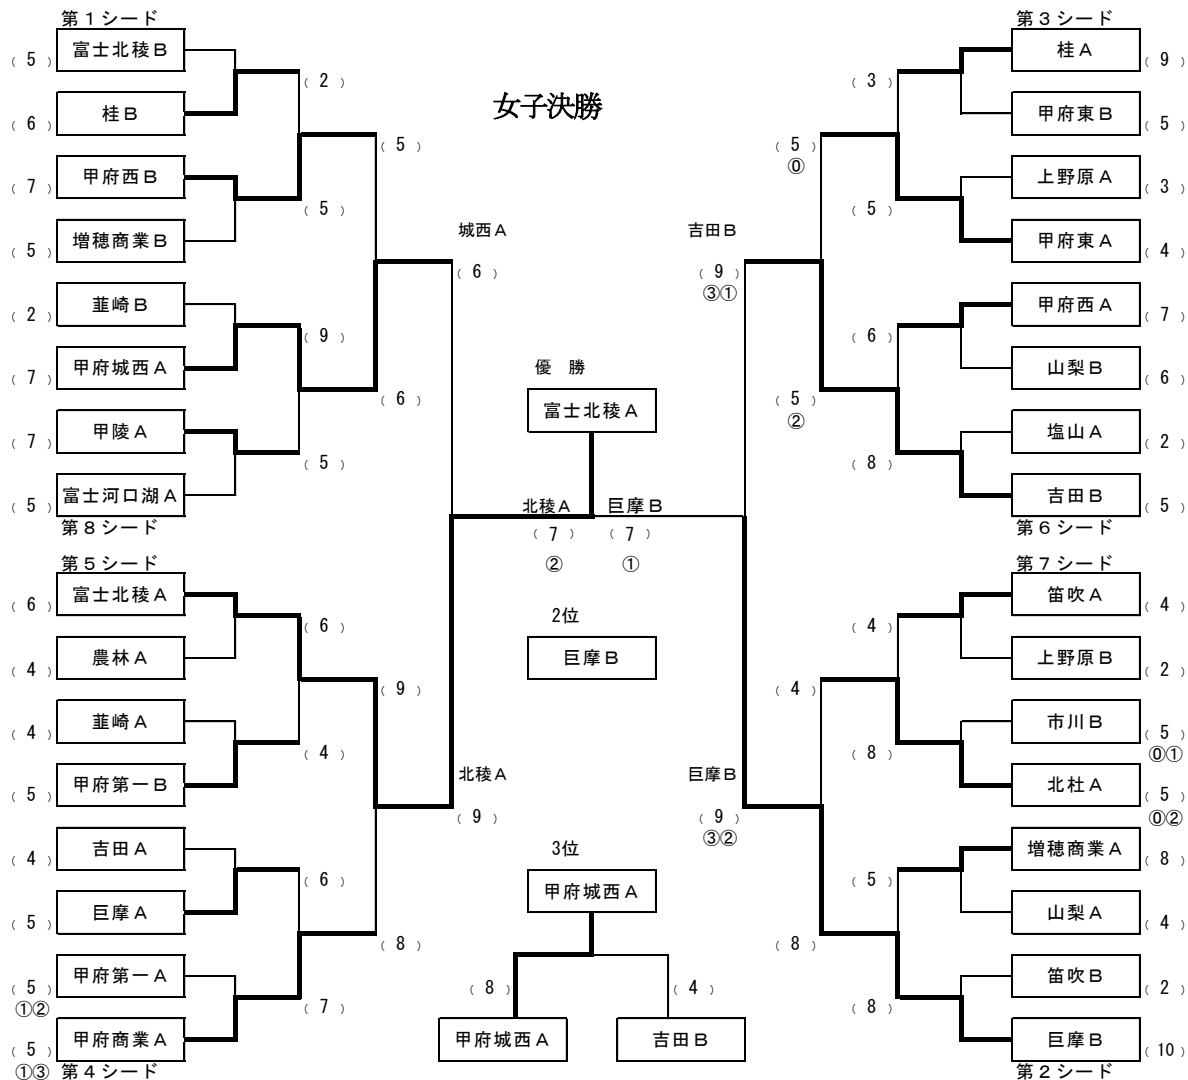 女子決勝
第１シード
（ 5 ） 富士北稜Ｂ
（ 6 ） 桂Ｂ
（ 7 ） 甲府西Ｂ
（ 5 ） 増穂商業Ｂ
（ 2 ） 韮崎Ｂ
（ 7 ） 甲府城西Ａ
（ 7 ） 甲陵Ａ
（ 5 ） 富士河口湖Ａ
第８シード
第５シード
（ 6 ） 富士北稜Ａ
（ 4 ） 農林Ａ
（ 4 ） 韮崎Ａ
（ 5 ） 甲府第一Ｂ
（ 4 ） 吉田Ａ
（ 5 ） 巨摩Ａ
（ 5 ） 甲府第一Ａ
①②
（ 5 ） 甲府商業Ａ
①③
第４シード
（ 2 ）
（ 5 ）
（ 9 ）
（ 5 ）
（ 6 ）
（ 4 ）
（ 6 ）
（ 7 ）
（ 5 ）
（ 6 ）
（ 9 ）
（ 8 ）
城西Ａ
（ 6 ）
北稜Ａ
（ 9 ）
優　勝
富士北稜Ａ
北稜Ａ 巨摩Ｂ
（ 7 ） （ 7 ）
② ①
2位
巨摩Ｂ
3位
甲府城西Ａ
（ 8 ） （ 4 ）
甲府城西Ａ 吉田Ｂ
吉田Ｂ
（ 9 ）
③①
巨摩Ｂ
（ 9 ）
③②
（ 5 ）
⓪
（ 5 ）
②
（ 4 ）
（ 8 ）
（ 3 ）
（ 5 ）
（ 6 ）
（ 8 ）
（ 4 ）
（ 8 ）
（ 5 ）
（ 8 ）
第３シード
桂Ａ （ 9 ）
甲府東Ｂ （ 5 ）
上野原Ａ （ 3 ）
甲府東Ａ （ 4 ）
甲府西Ａ （ 7 ）
山梨Ｂ （ 6 ）
塩山Ａ （ 2 ）
吉田Ｂ （ 5 ）
第６シード
第７シード
笛吹Ａ （ 4 ）
上野原Ｂ （ 2 ）
市川Ｂ （ 5 ）
⓪①
北杜Ａ （ 5 ）
⓪②
増穂商業Ａ （ 8 ）
山梨Ａ （ 4 ）
笛吹Ｂ （ 2 ）
巨摩Ｂ （ 10 ）
第２シード